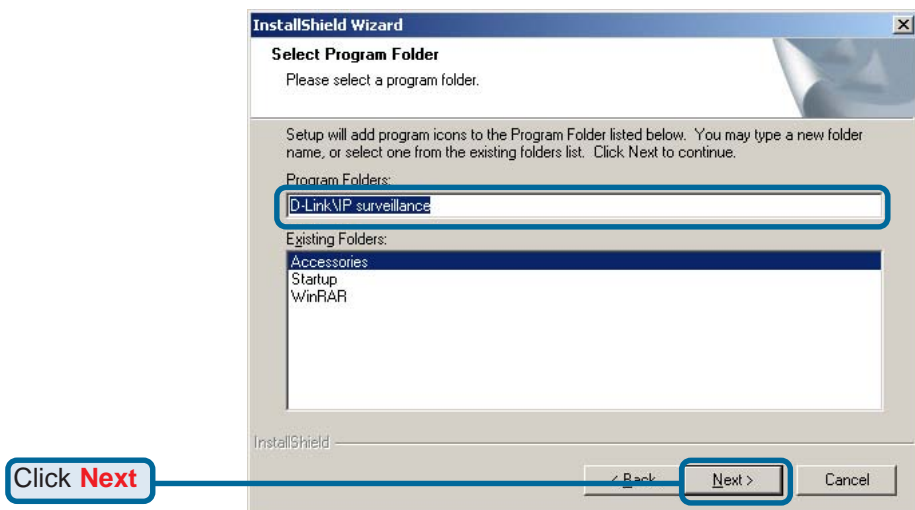 InstallShield Wizard
Select Program Folder
Please select a program folder.
Setup will add program icons to the Program Folder listed below. You may type a new folder
name, or select one from the existing folders list. Click Next to continue.
Program Folders:
D-Link\IP surveillance
Existing Folders:
Accessories
Startup
WinRAR
InstallShield
Click Next
< Back
Next >
Cancel